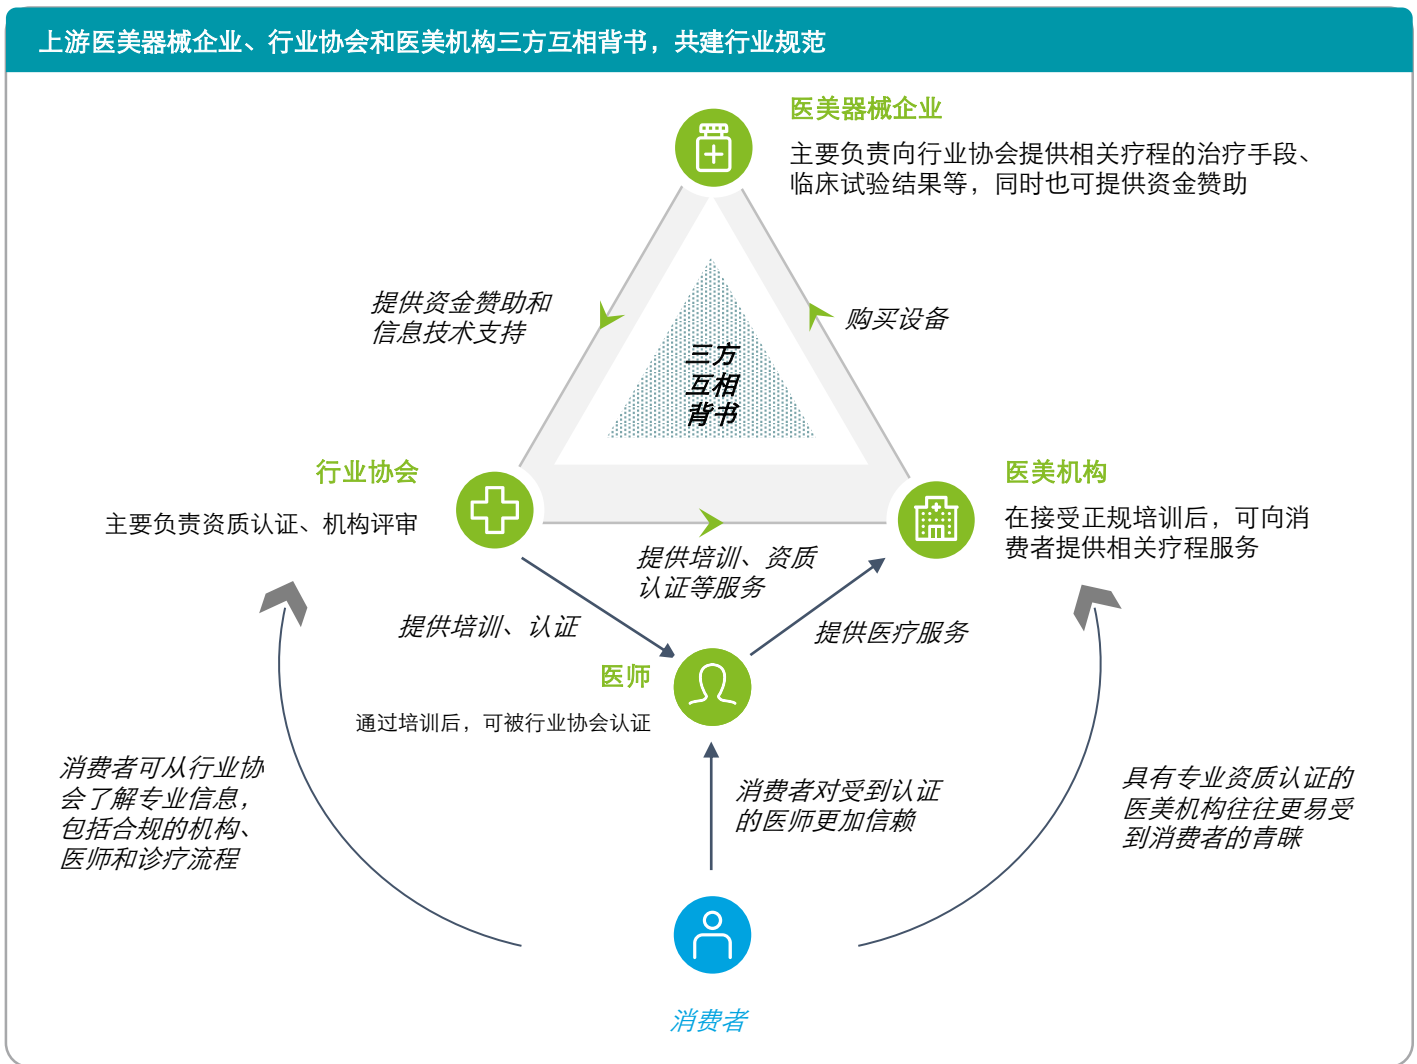 上游医美器械企业、行业协会和医美机构三方互相背书，共建行业规范
医美器械企业
主要负责向行业协会提供相关疗程的治疗手段、
临床试验结果等，同时也可提供资金赞助
提供资金赞助和
信息技术支持
购买设备
三方
互相
背书
行业协会
主要负责资质认证、机构评审
医美机构
在接受正规培训后，可向消
费者提供相关疗程服务
提供培训、资质
认证等服务
提供培训、认证
提供医疗服务
医师
通过培训后，可被行业协会认证
消费者可从行业协
会了解专业信息，
包括合规的机构、
医师和诊疗流程
消费者对受到认证
的医师更加信赖
具有专业资质认证的
医美机构往往更易受
到消费者的青睐
消费者